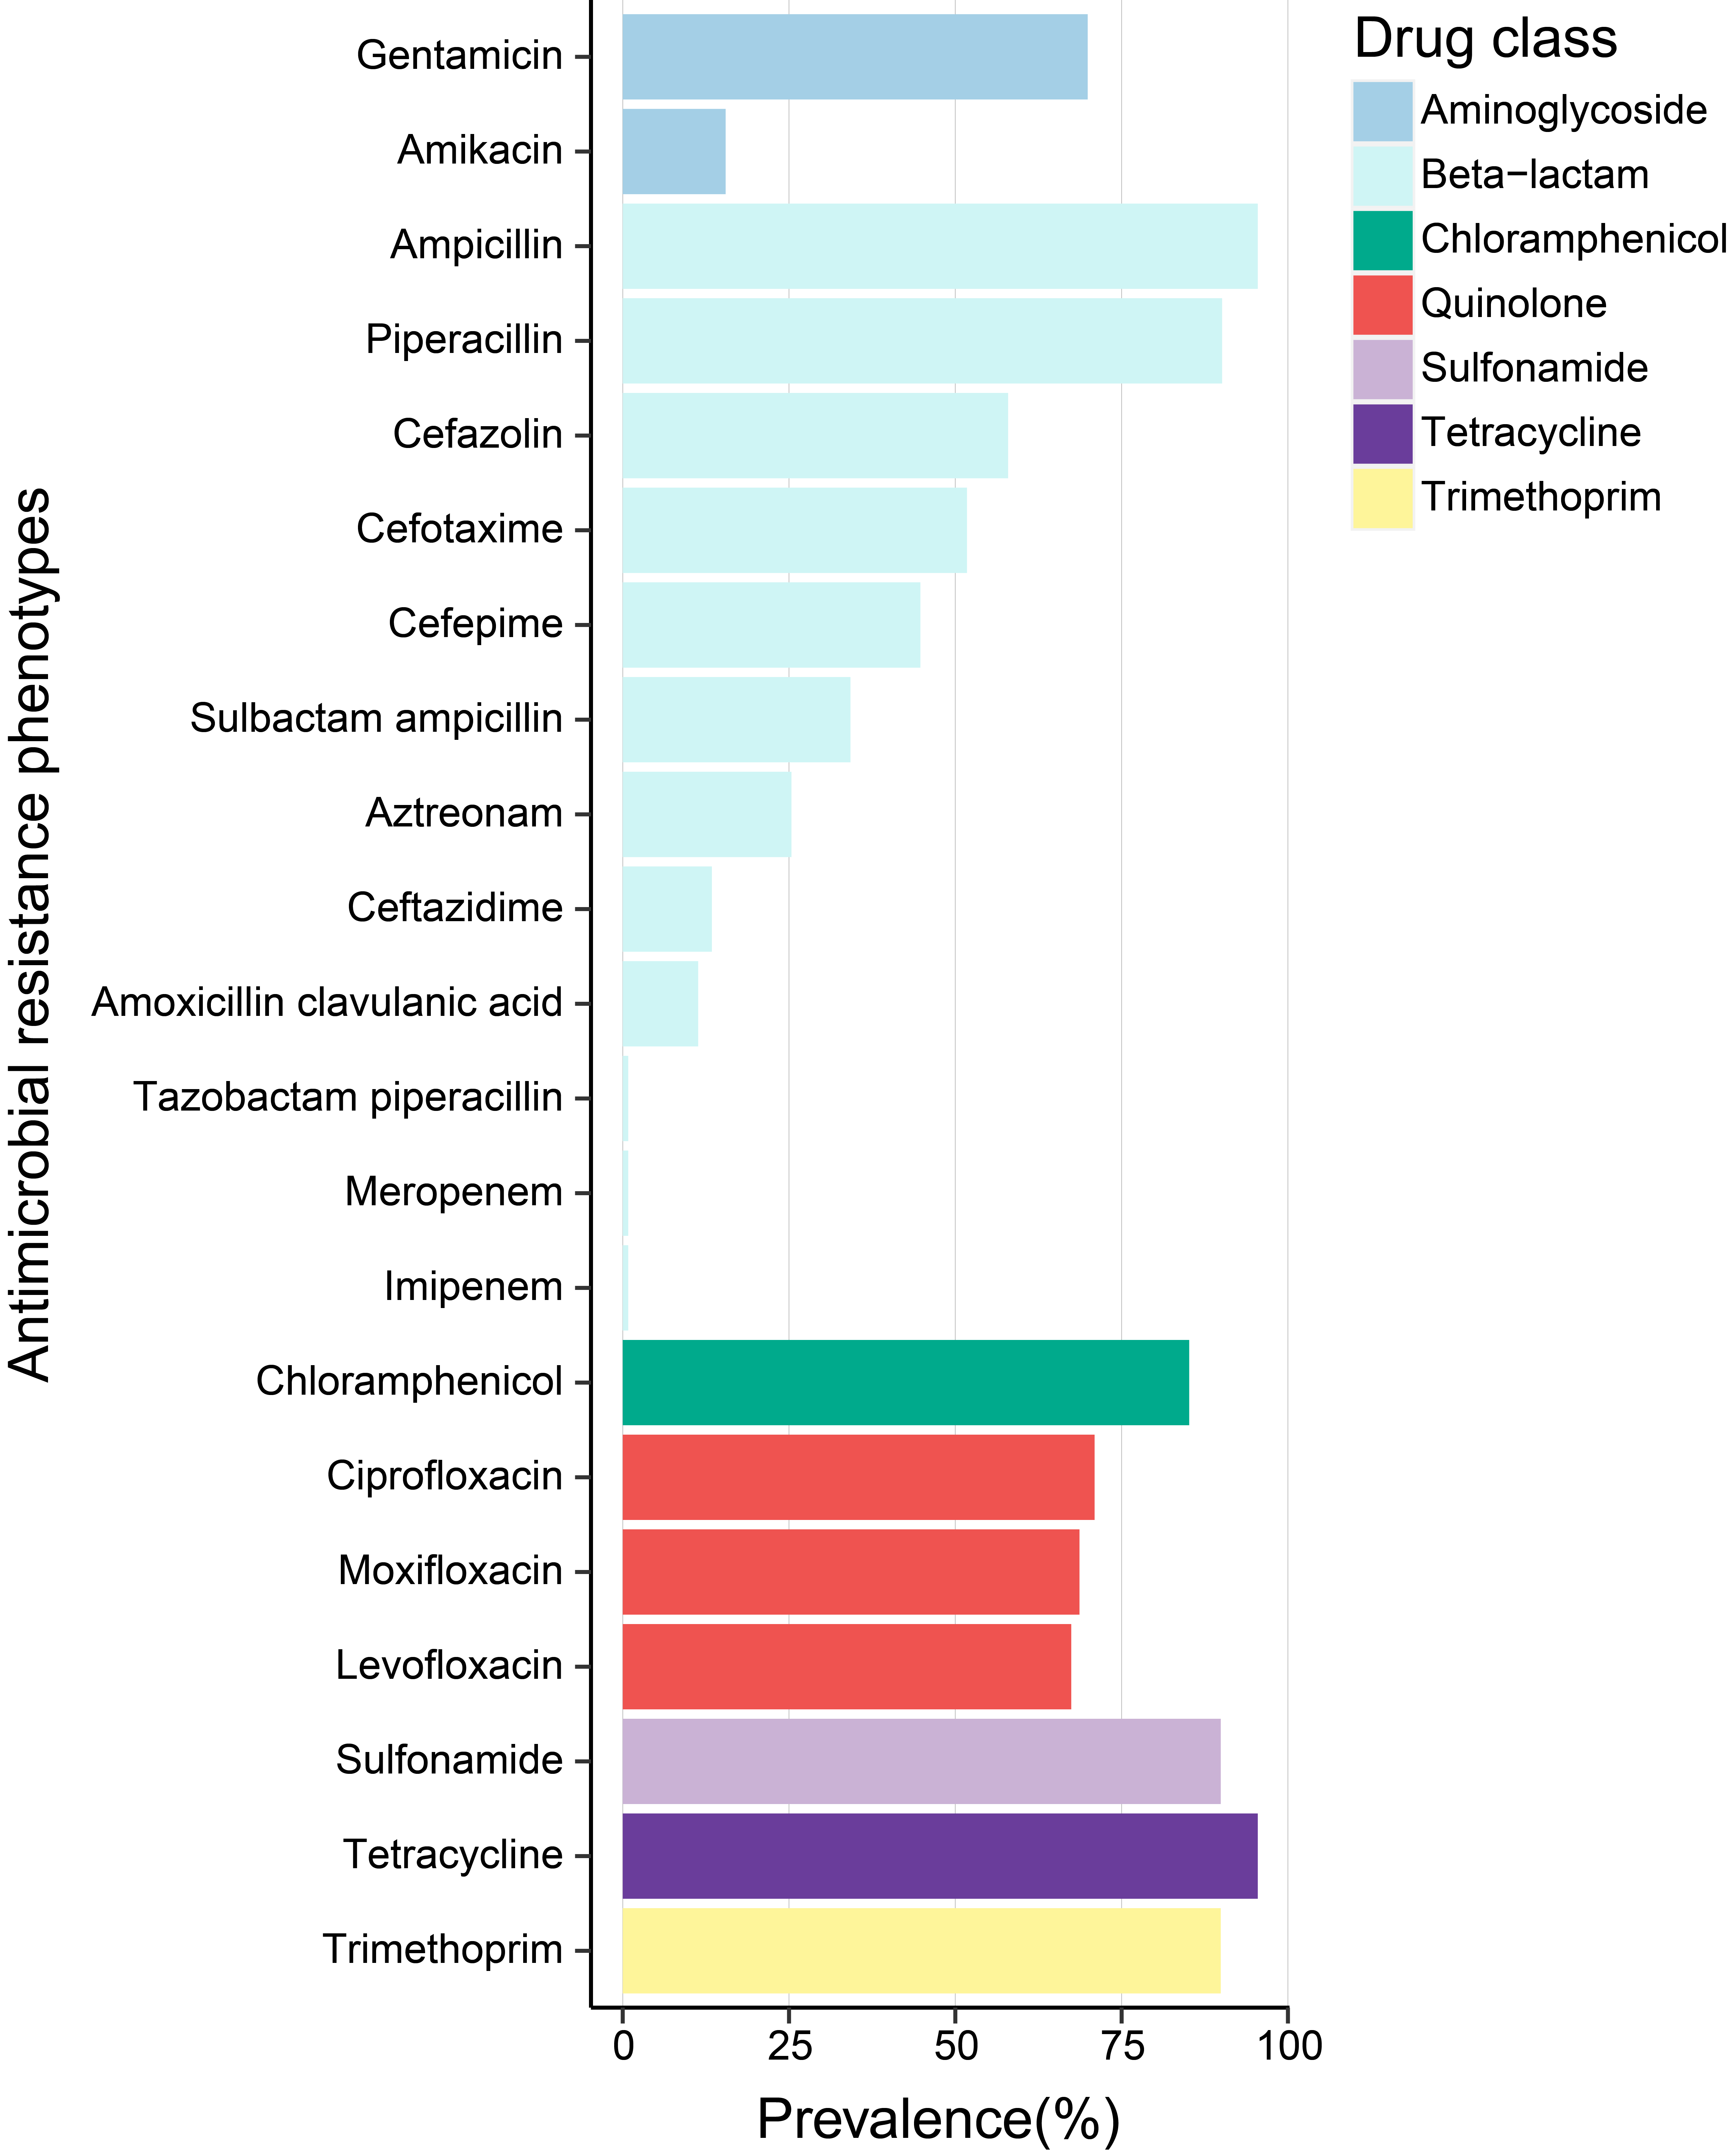 Antimicrobial resistance phenotypes
Gentamicin
Amikacin
Ampicillin
Piperacillin
Cefazolin
Cefotaxime
Cefepime
Sulbactam ampicillin
Aztreonam
Ceftazidime
Amoxicillin clavulanic acid
Tazobactam piperacillin
Meropenem
Imipenem
Chloramphenicol
Ciprofloxacin
Moxifloxacin
Levofloxacin
Sulfonamide
Tetracycline
Trimethoprim
0 25 50 75 100
Prevalence(%)
Drug class
Aminoglycoside
Beta−lactam
Chloramphenicol
Quinolone
Sulfonamide
Tetracycline
Trimethoprim